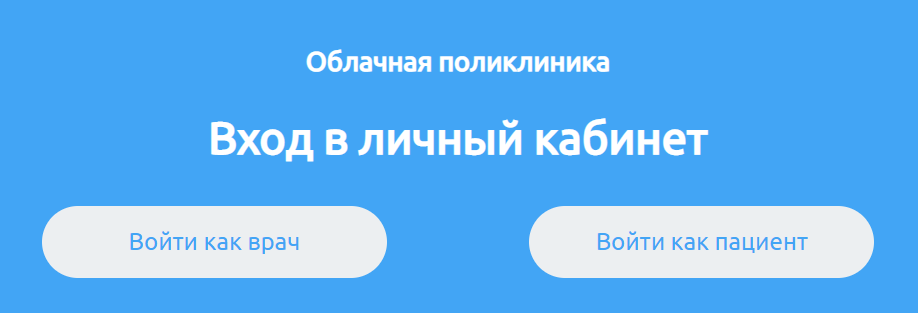 Облачная поликлиника
Вход в личный кабинет
Войти как врач
Войти как пациент